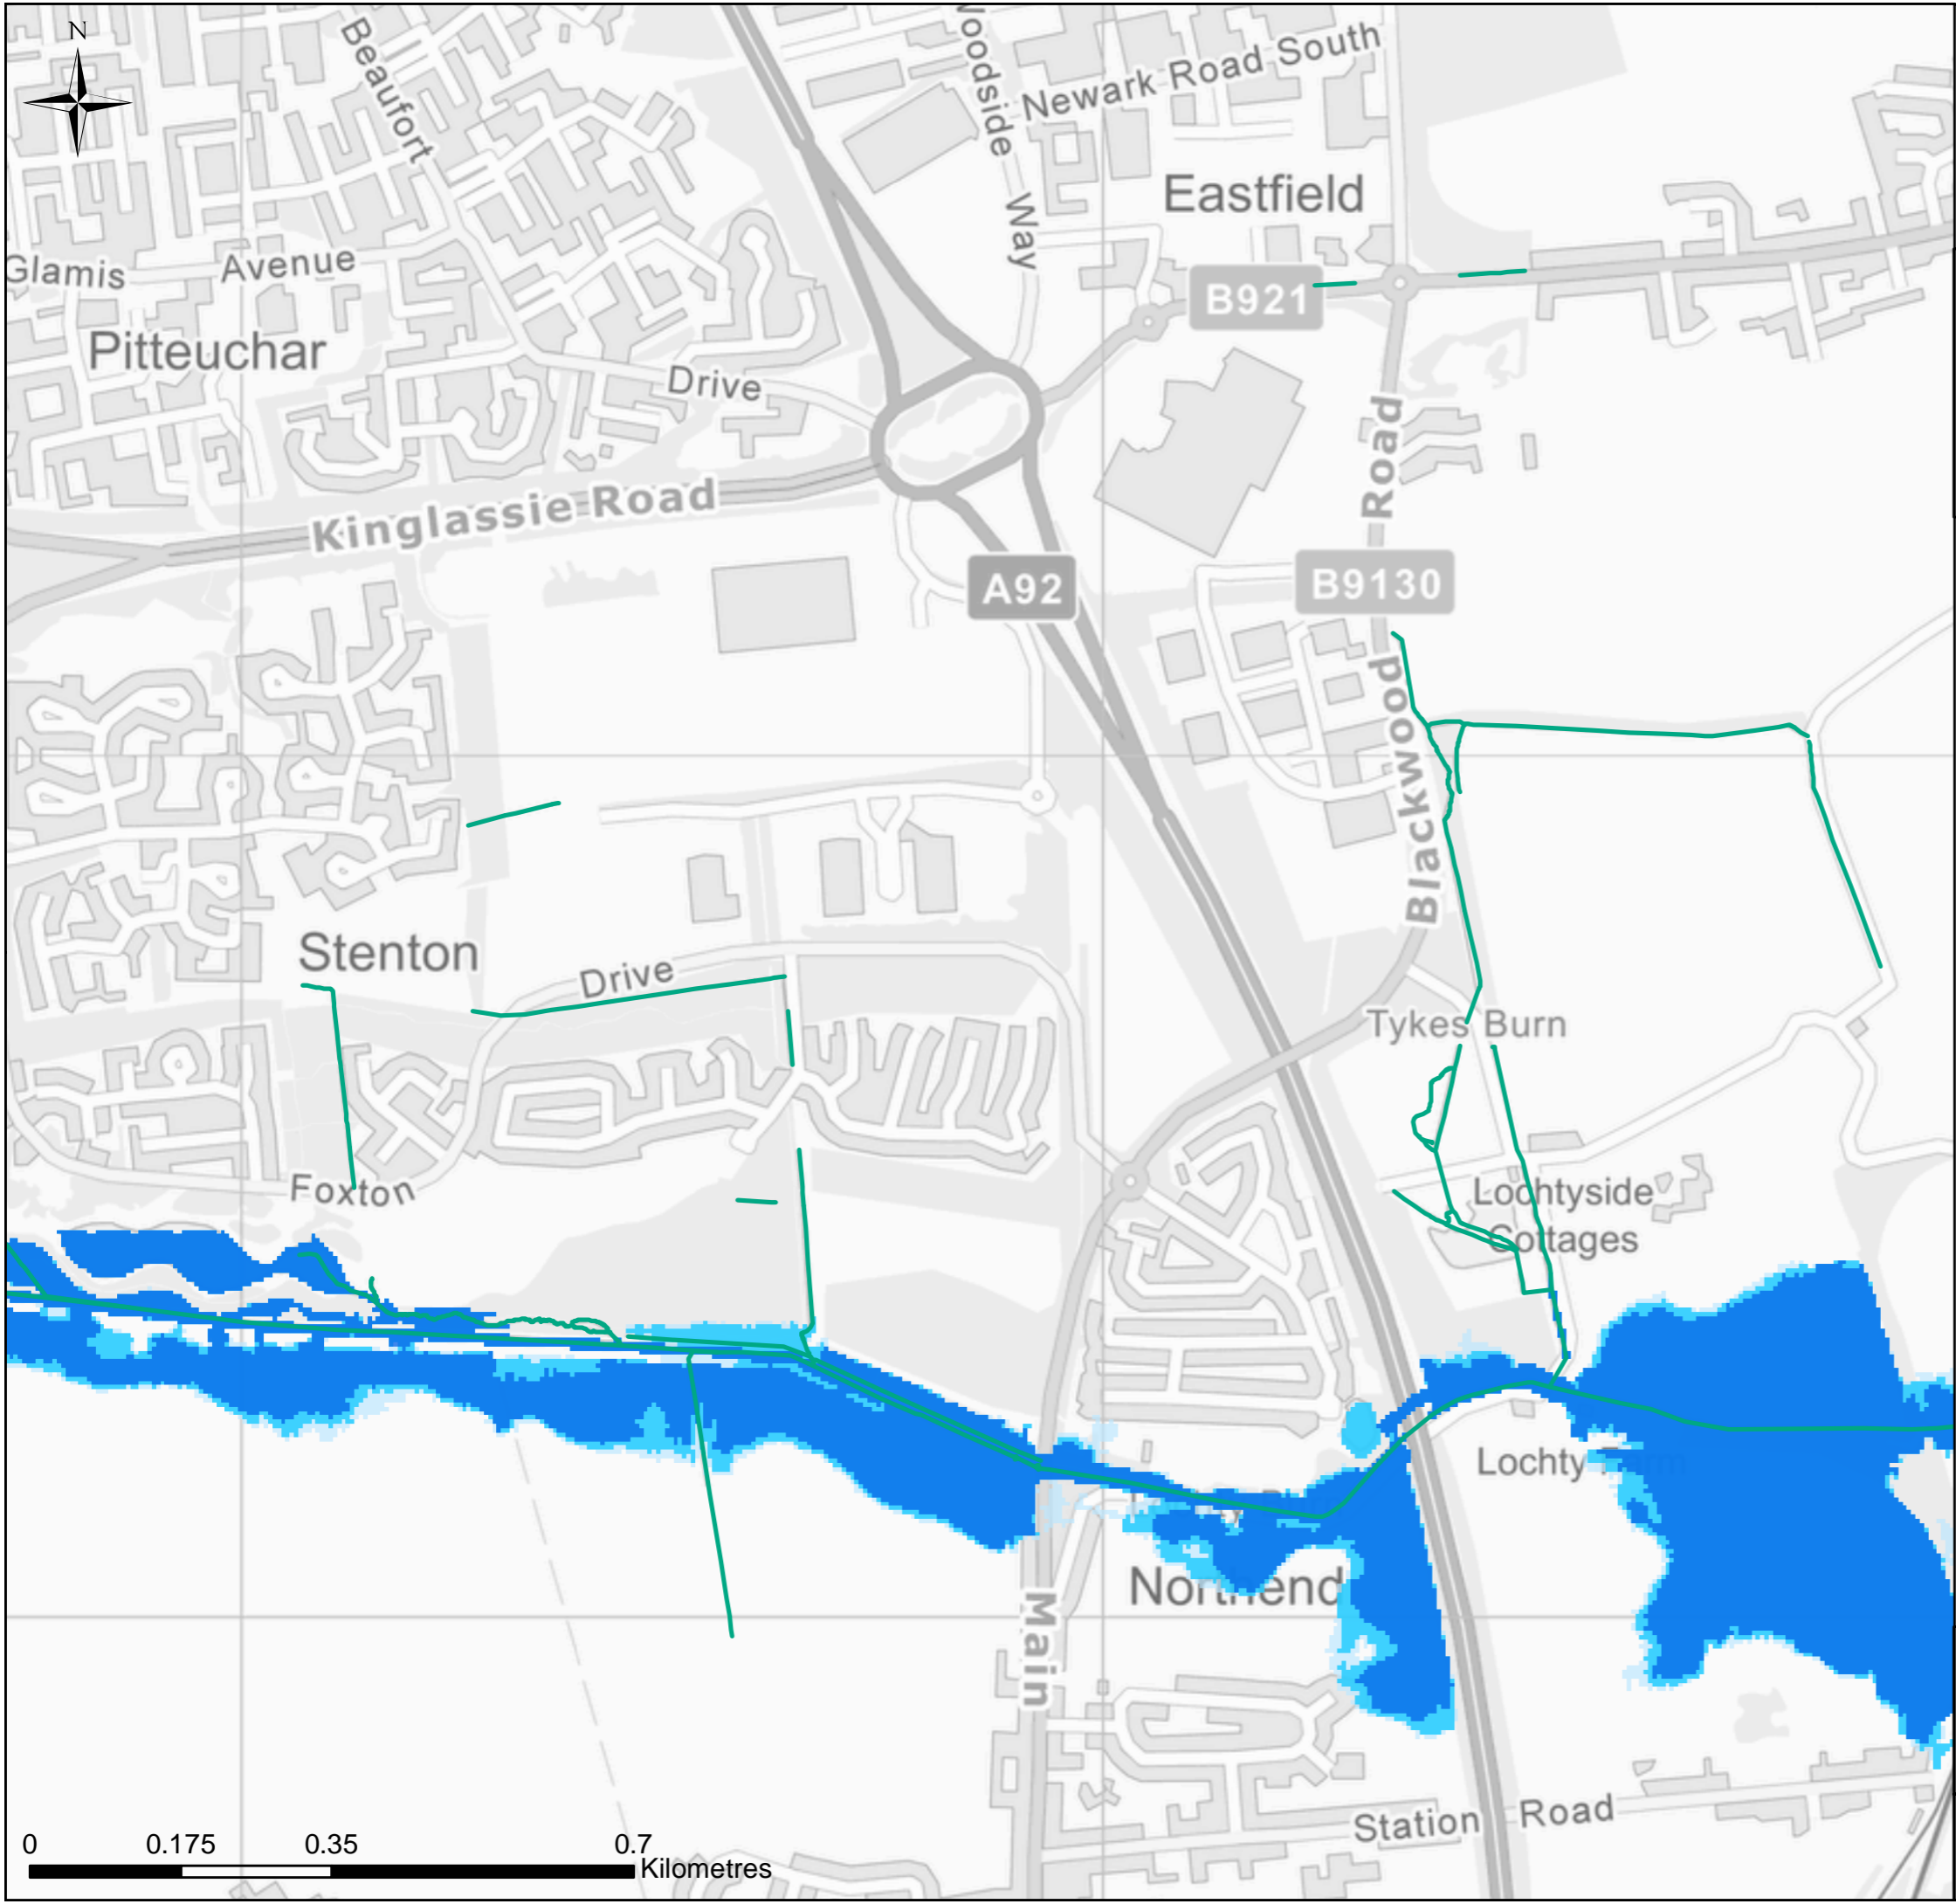 N
Beaufort
Woodside
Way
Newark Road South
Eastfield
Glamis
Avenue
B921
Pitteuchar
Drive
Road
Kinglassie Road
A92
B9130
Blackwood
Stenton
Drive
Tykes Burn
Foxton
Lochtyside
Cottages
Lochty
Northend
Main
Station Road
0
0.175
0.35
0.7
Kilometres